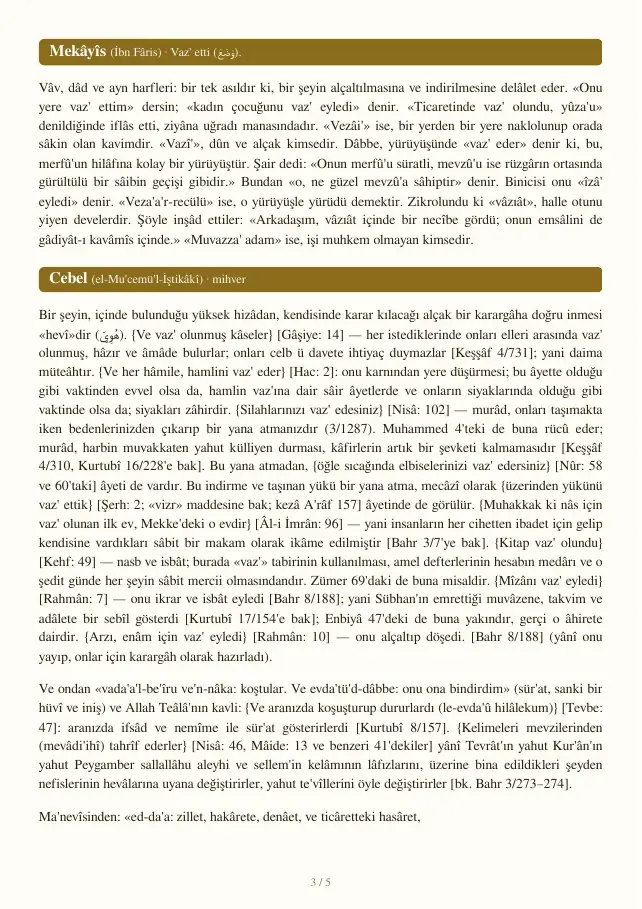 Mekâyîs (İbn Fâris) · Vaz' etti (وَضَعَ).
Vâv, dâd ve ayn harfleri: bir tek asıldır ki, bir şeyin alçaltılmasına ve indirilmesine delâlet eder. «Onu
yere vaz' ettim» dersin; «kadın çocuğunu vaz' eyledi» denir. «Ticaretinde vaz' olundu, yûza'u»
denildiğinde iflâs etti, ziyâna uğradı manasındadır. «Vezâi'» ise, bir yerden bir yere naklolunup orada
sâkin olan kavimdir. «Vazî'», dûn ve alçak kimsedir. Dâbbe, yürüyüşünde «vaz' eder» denir ki, bu,
merfû'un hilâfına kolay bir yürüyüştür. Şair dedi: «Onun merfû'u süratli, mevzû'u ise rüzgârın ortasında
gürültülü bir sâibin geçişi gibidir.» Bundan «o, ne güzel mevzû'a sâhiptir» denir. Binicisi onu «îzâ'
eyledi» denir. «Veza'a'r-recülü» ise, o yürüyüşle yürüdü demektir. Zikrolundu ki «vâzıât», halle otunu
yiyen develerdir. Şöyle inşâd ettiler: «Arkadaşım, vâzıât içinde bir necîbe gördü; onun emsâlini de
gâdiyât-ı kavâmîs içinde.» «Muvazza' adam» ise, işi muhkem olmayan kimsedir.
Cebel (el-Mu'cemü'l-İştikâkî) · mihver
Bir şeyin, içinde bulunduğu yüksek hizâdan, kendisinde karar kılacağı alçak bir karargâha doğru inmesi
«hevî»dir (هُوِيّ). {Ve vaz' olunmuş kâseler} [Gâşiye: 14] — her istediklerinde onları elleri arasında vaz'
olunmuş, hâzır ve âmâde bulurlar; onları celb ü davete ihtiyaç duymazlar [Keşşâf 4/731]; yani daima
müteâhtır. {Ve her hâmile, hamlini vaz' eder} [Hac: 2]: onu karnından yere düşürmesi; bu âyette olduğu
gibi vaktinden evvel olsa da, hamlin vaz'ına dair sâir âyetlerde ve onların siyaklarında olduğu gibi
vaktinde olsa da; siyakları zâhirdir. {Silahlarınızı vaz' edesiniz} [Nisâ: 102] — murâd, onları taşımakta
iken bedenlerinizden çıkarıp bir yana atmanızdır (3/1287). Muhammed 4'teki de buna rücû eder;
murâd, harbin muvakkaten yahut külliyen durması, kâfirlerin artık bir şevketi kalmamasıdır [Keşşâf
4/310, Kurtubî 16/228'e bak]. Bu yana atmadan, {öğle sıcağında elbiselerinizi vaz' edersiniz} [Nûr: 58
ve 60'taki] âyeti de vardır. Bu indirme ve taşınan yükü bir yana atma, mecâzî olarak {üzerinden yükünü
vaz' ettik} [Şerh: 2; «vizr» maddesine bak; kezâ A'râf 157] âyetinde de görülür. {Muhakkak ki nâs için
vaz' olunan ilk ev, Mekke'deki o evdir} [Âl-i İmrân: 96] — yani insanların her cihetten ibadet için gelip
kendisine vardıkları sâbit bir makam olarak ikâme edilmiştir [Bahr 3/7'ye bak]. {Kitap vaz' olundu}
[Kehf: 49] — nasb ve isbât; burada «vaz'» tabirinin kullanılması, amel defterlerinin hesabın medârı ve o
şedit günde her şeyin sâbit mercii olmasındandır. Zümer 69'daki de buna misaldir. {Mîzânı vaz' eyledi}
[Rahmân: 7] — onu ikrar ve isbât eyledi [Bahr 8/188]; yani Sübhan'ın emrettiği muvâzene, takvim ve
adâlete bir sebîl gösterdi [Kurtubî 17/154'e bak]; Enbiyâ 47'deki de buna yakındır, gerçi o âhirete
dairdir. {Arzı, enâm için vaz' eyledi} [Rahmân: 10] — onu alçaltıp döşedi. [Bahr 8/188] (yânî onu
yayıp, onlar için karargâh olarak hazırladı).
Ve ondan «vada'a'l-be'îru ve'n-nâka: koştular. Ve evda'tü'd-dâbbe: onu ona bindirdim» (sür'at, sanki bir
hüvî ve iniş) ve Allah Teâlâ'nın kavli: {Ve aranızda koşuşturup dururlardı (le-evda'û hilâlekum)} [Tevbe:
47]: aranızda ifsâd ve nemîme ile sür'at gösterirlerdi [Kurtubî 8/157]. {Kelimeleri mevzilerinden
(mevâdi'ihî) tahrîf ederler} [Nisâ: 46, Mâide: 13 ve benzeri 41'dekiler] yânî Tevrât'ın yahut Kur'ân'ın
yahut Peygamber sallallâhu aleyhi ve sellem'in kelâmının lâfızlarını, üzerine bina edildikleri şeyden
nefislerinin hevâlarına uyana değiştirirler, yahut te'vîllerini öyle değiştirirler [bk. Bahr 3/273–274].
Ma'nevîsinden: «ed-da'a: zillet, hakârete, denâet, ve ticâretteki hasâret,
3 / 5